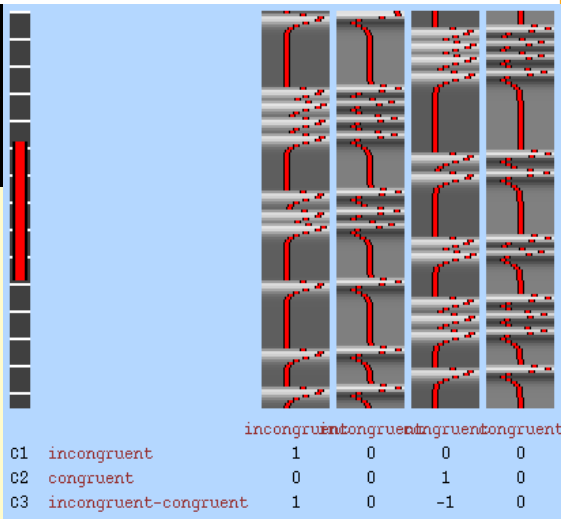 incongruent incongruent congruent congruent
C1 incongruent 1 0 0 0
C2 congruent 0 0 1 0
C3 incongruent-congruent 1 0 -1 0